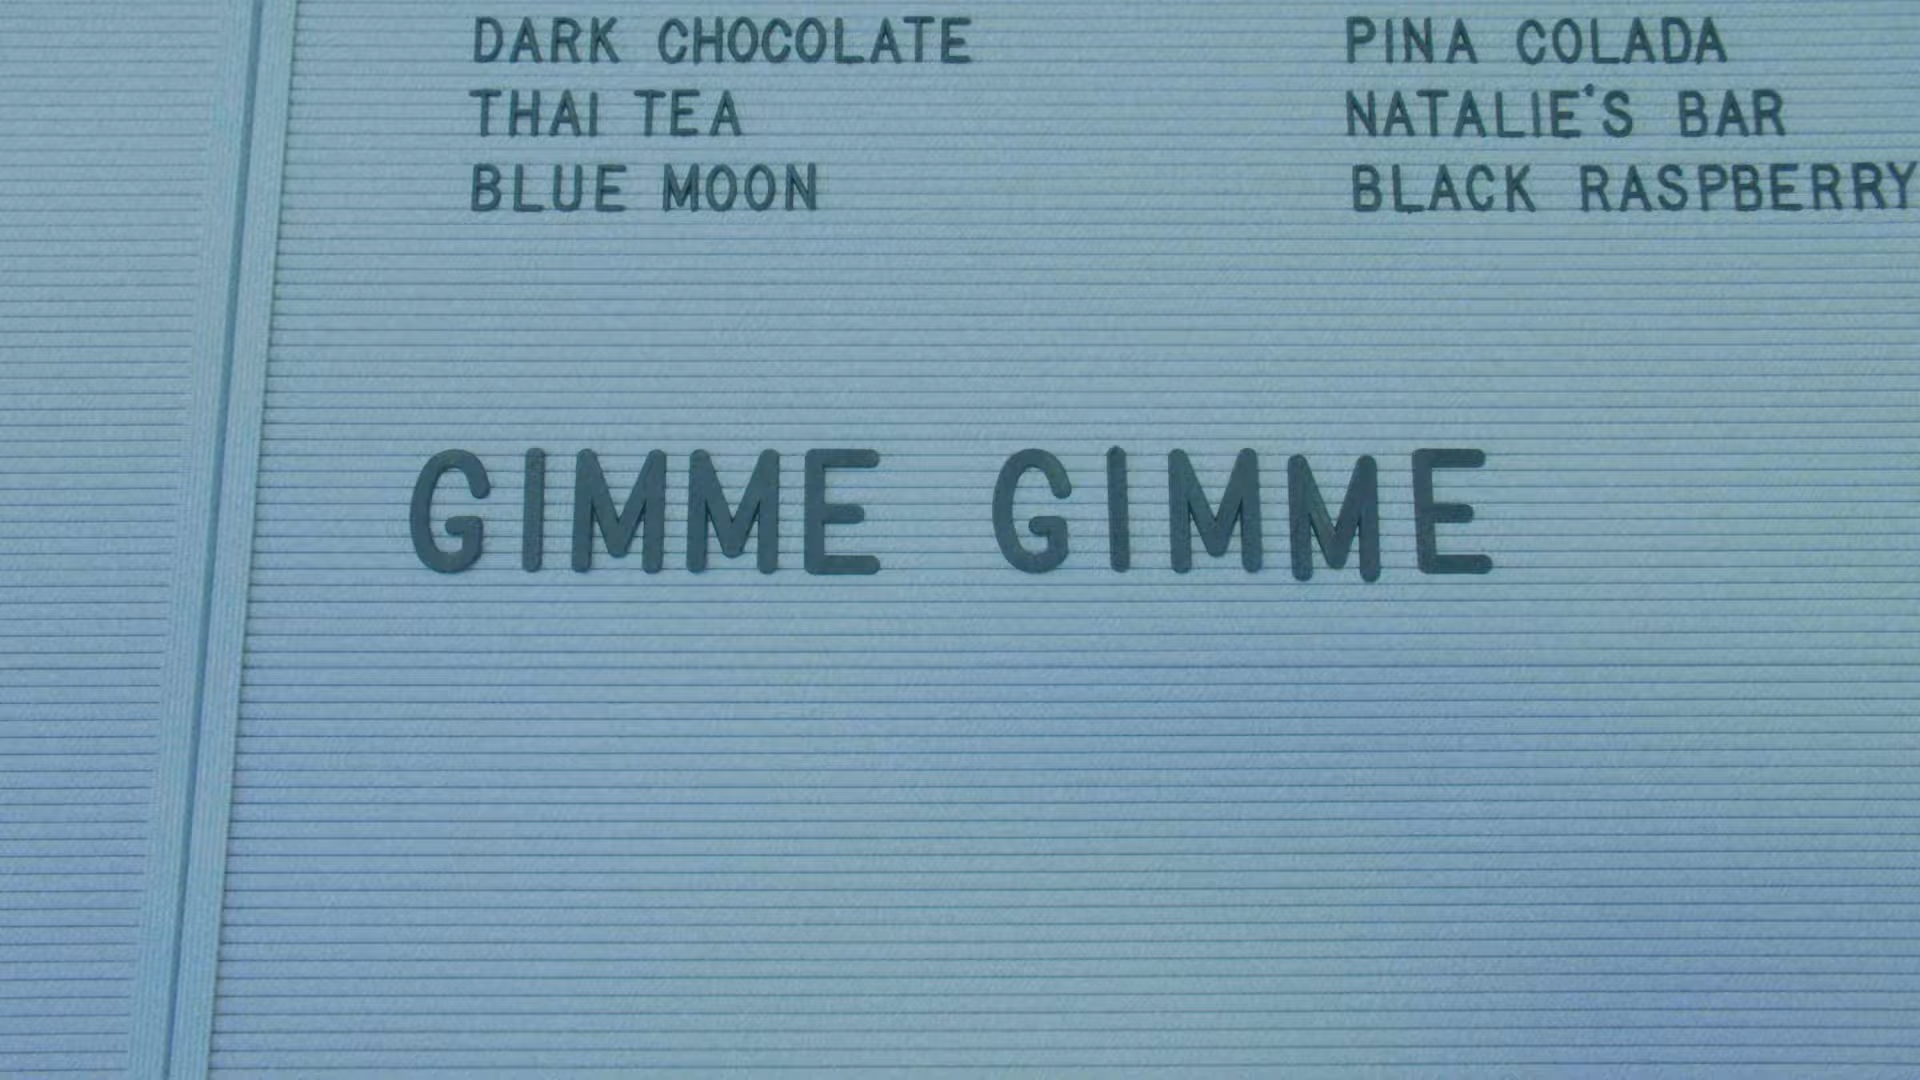 DARK CHOCOLATE
THAI TEA
BLUE MOON
PINA COLADA
NATALIE'S BAR
BLACK RASPBERRY
GIMME GIMME